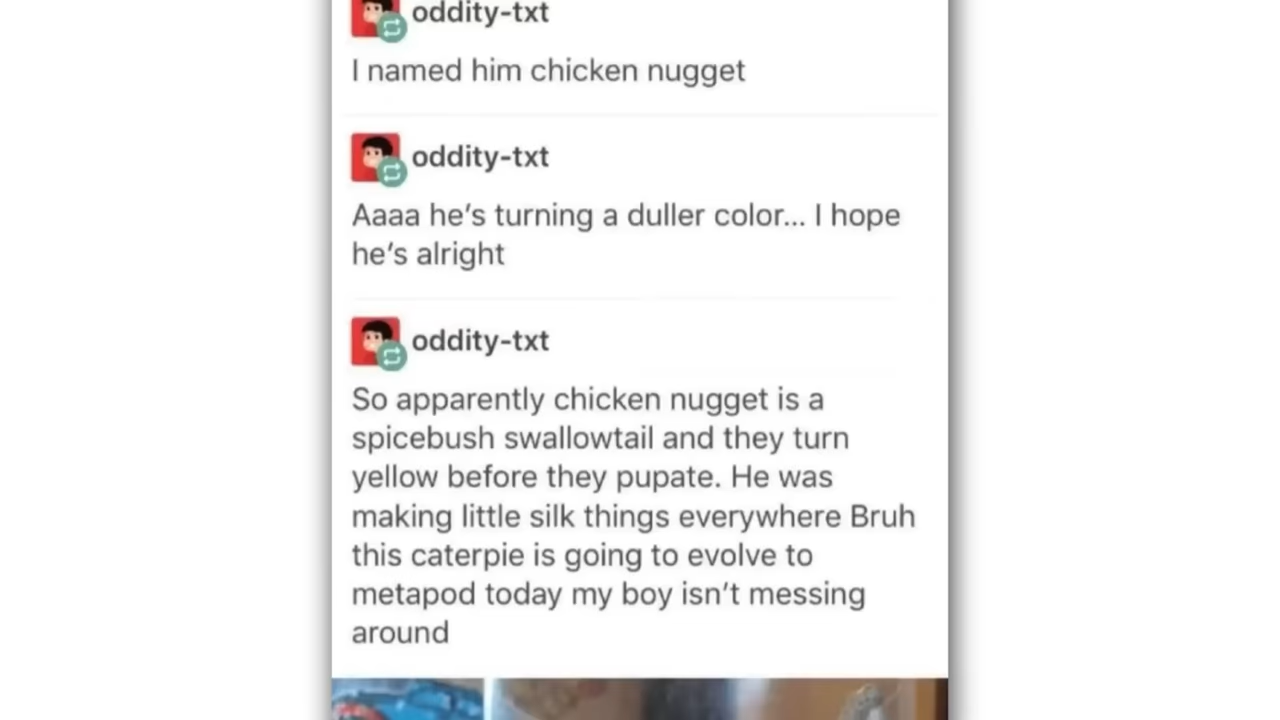 oddity-txt
I named him chicken nugget
oddity-txt
Aaaa he's turning a duller color... I hope
he's alright
oddity-txt
So apparently chicken nugget is a
spicebush swallowtail and they turn
yellow before they pupate. He was
making little silk things everywhere Bruh
this caterpie is going to evolve to
metapod today my boy isn't messing
around